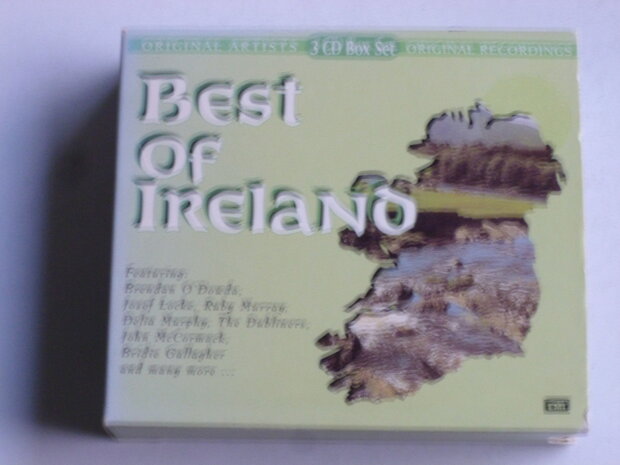 ORIGINAL ARTISTS 3 CD Box Set ORIGINAL RECORDINGS
BEST
OF
IRELAND
Featuring:
Brendan O Dowda,
Josef Locke, Ruby Murray,
Delia Murphy, The Dubliners,
John McCormack,
Bridie Gallagher
and many more ...